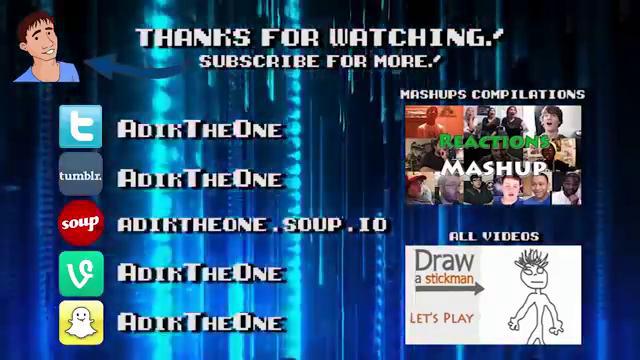 THANKS FOR WATCHING!
SUBSCRIBE FOR MORE!
t AdikTheOne
tumblr. AdikTheOne
soup ADIKTHEONE.SOUP.IO
AdikTheOne
AdikTheOne
MASHUPS COMPILATIONS
REACTIONS
MASHUP
ALL VIDEOS
Draw
a stickman
LET'S PLAY